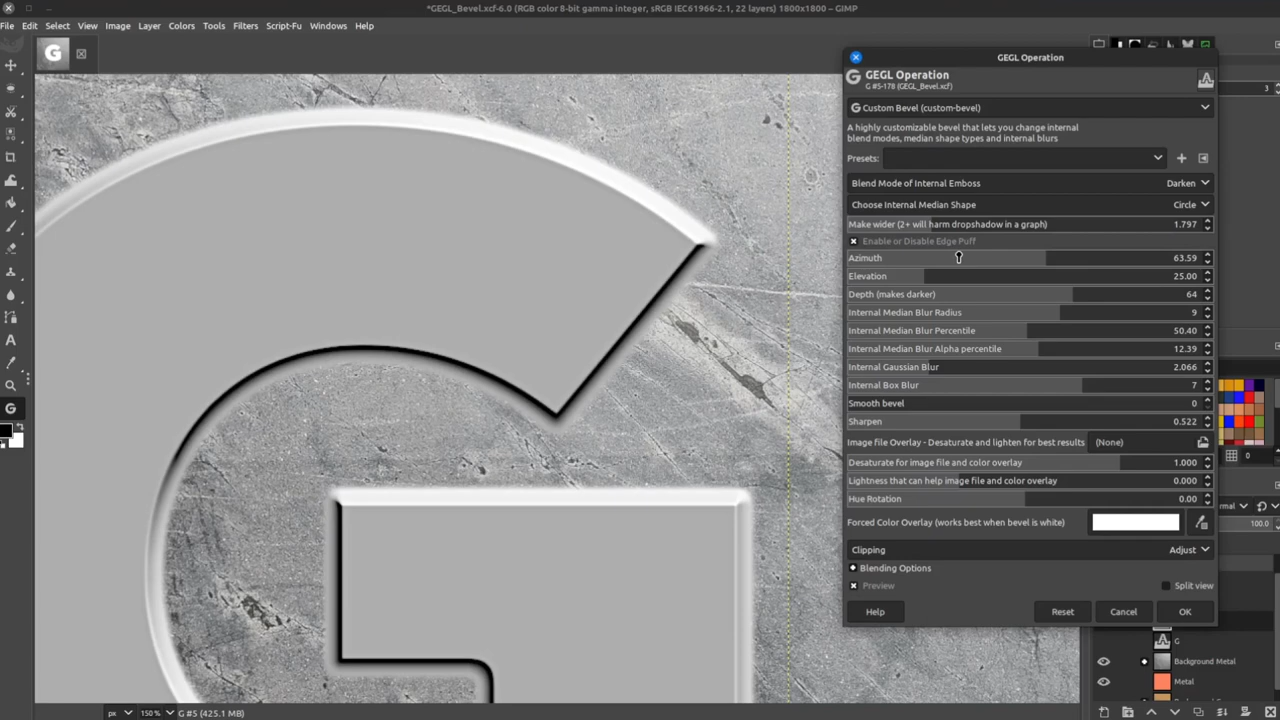 *GEGL_Bevel.xcf-6.0 (RGB color 8-bit gamma integer, sRGB IEC61966-2.1, 22 layers) 1800x1800 – GIMP
File Edit Select View Image Layer Colors Tools Filters Script-Fu Windows Help
G
GEGL Operation
GEGL Operation
G #5-178 (GEGL_Bevel.xcf)
3
G Custom Bevel (custom-bevel)
A highly customizable bevel that lets you change internal
blend modes, median shape types and internal blurs
Presets:
Blend Mode of Internal Emboss Darken
Choose Internal Median Shape Circle
Make wider (2+ will harm dropshadow in a graph) 1.797
Enable or Disable Edge Puff
Azimuth 63.59
Elevation 25.00
Depth (makes darker) 64
Internal Median Blur Radius 9
Internal Median Blur Percentile 50.40
Internal Median Blur Alpha percentile 12.39
Internal Gaussian Blur 2.066
Internal Box Blur 7
Smooth bevel 0
Sharpen 0.522
Image file Overlay - Desaturate and lighten for best results (None)
0
Desaturate for image file and color overlay 1.000
Lightness that can help image file and color overlay 0.000
Hue Rotation 0.00
mal
Forced Color Overlay (works best when bevel is white)
100.0
Clipping Adjust
Blending Options
Preview Split view
Help Reset Cancel OK
G
Background Metal
Metal
px 150% G #5 (425.1 MB)